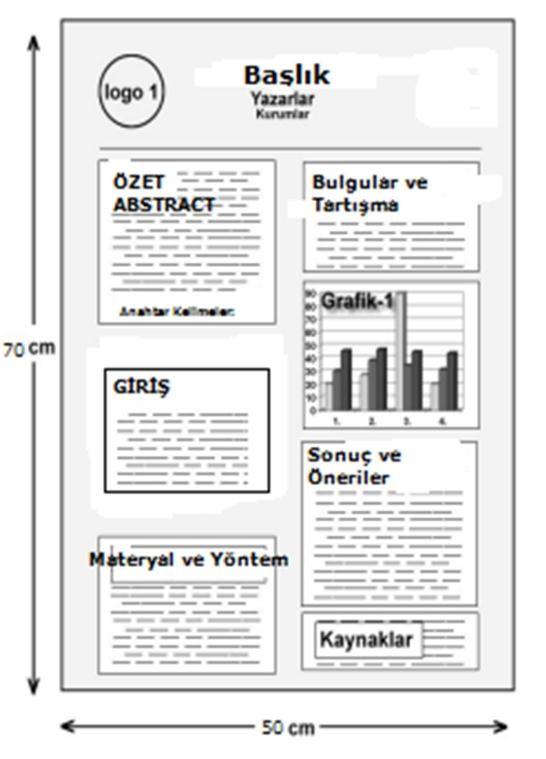 logo 1
Başlık
Yazarlar
Kurumlar
ÖZET
ABSTRACT
Anahtar Kelimeler:
GİRİŞ
Materyal ve Yöntem
Bulgular ve
Tartışma
Grafik-1
90
80
70
60
50
40
30
20
10
0
1. 2. 3. 4.
Sonuç ve
Öneriler
Kaynaklar
70 cm
50 cm